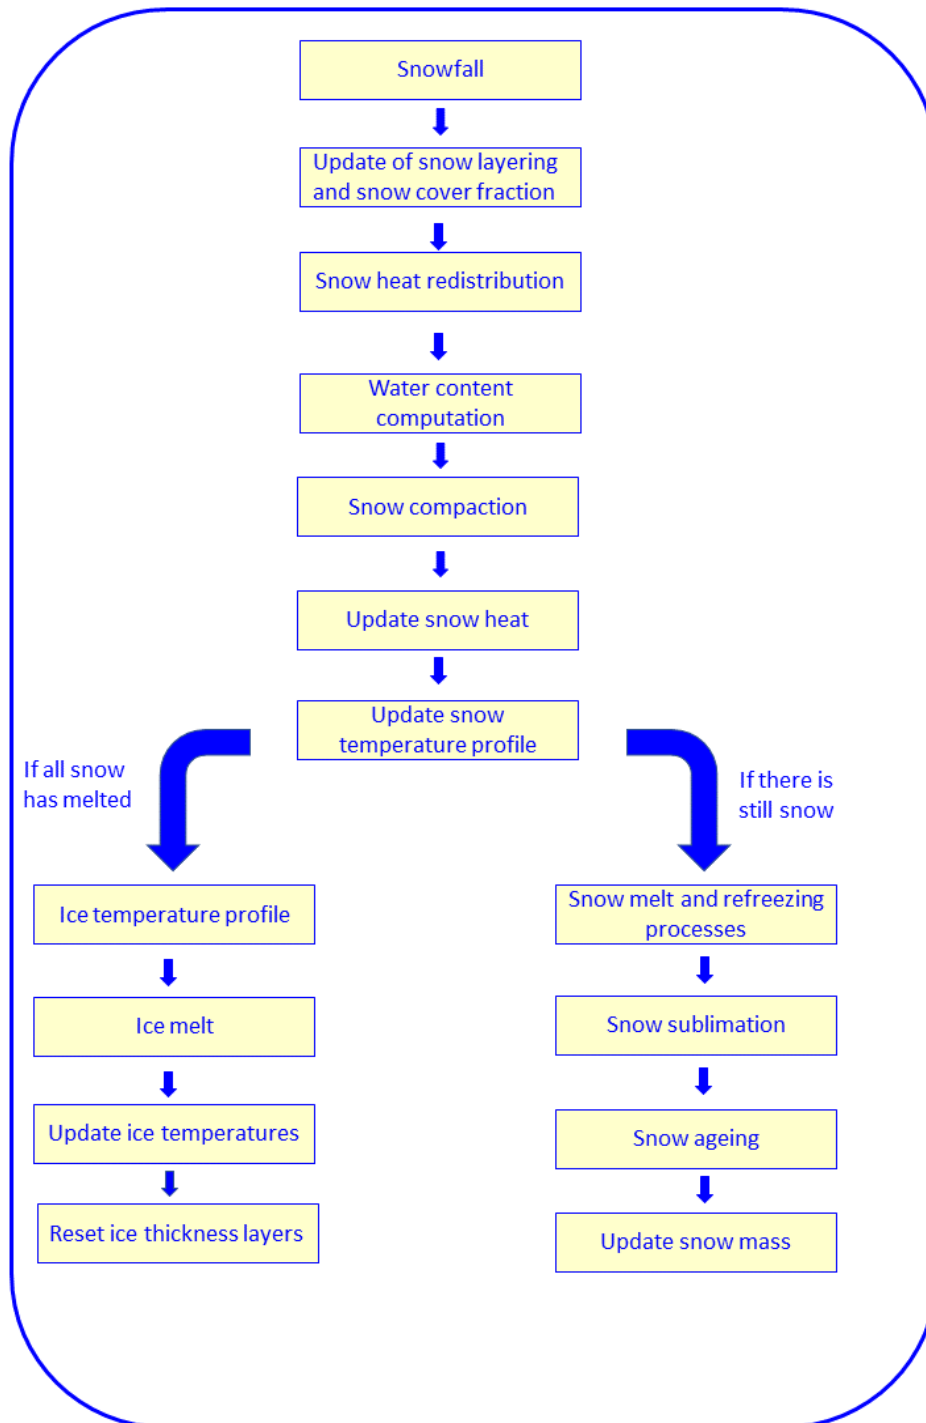 Snowfall
Update of snow layering
and snow cover fraction
Snow heat redistribution
Water content
computation
Snow compaction
Update snow heat
Update snow
temperature profile
If all snow
has melted
If there is
still snow
Ice temperature profile
Ice melt
Update ice temperatures
Reset ice thickness layers
Snow melt and refreezing
processes
Snow sublimation
Snow ageing
Update snow mass